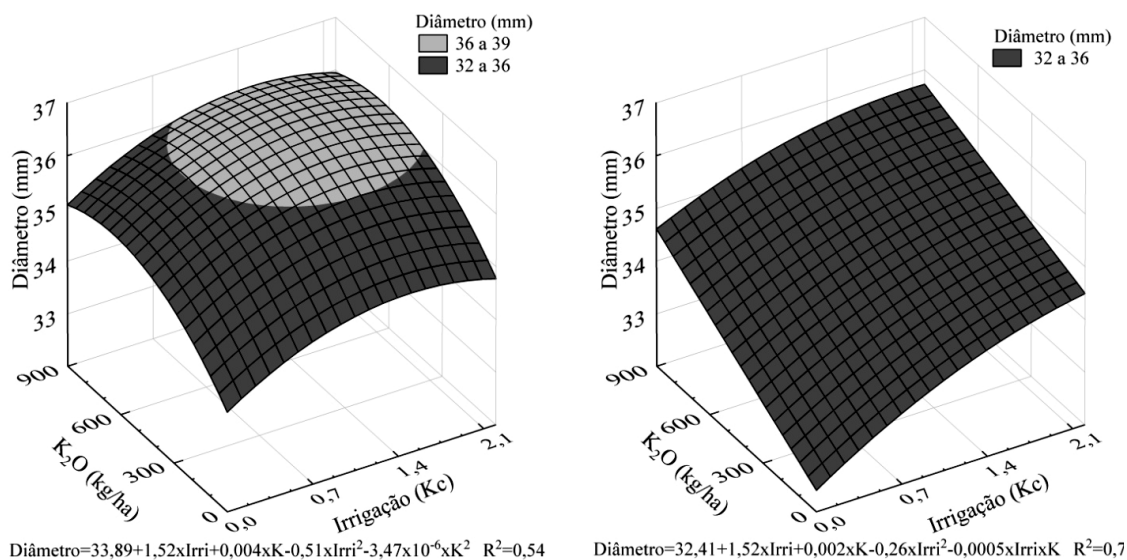 Diâmetro (mm)
36 a 39
32 a 36
37
36
35
34
33
Diâmetro (mm)
900
600
300
0
K₂O (kg/ha)
0,0
0,7
1,4
2,1
Irrigação (Kc)
Diâmetro=33,89+1,52xIrri+0,004xK-0,51xIrri²-3,47x10⁻⁶xK² R²=0,54
Diâmetro (mm)
32 a 36
37
36
35
34
33
Diâmetro (mm)
900
600
300
0
K₂O (kg/ha)
0,0
0,7
1,4
2,1
Irrigação (Kc)
Diâmetro=32,41+1,52xIrri+0,002xK-0,26xIrri²-0,0005xIrrixK R²=0,7